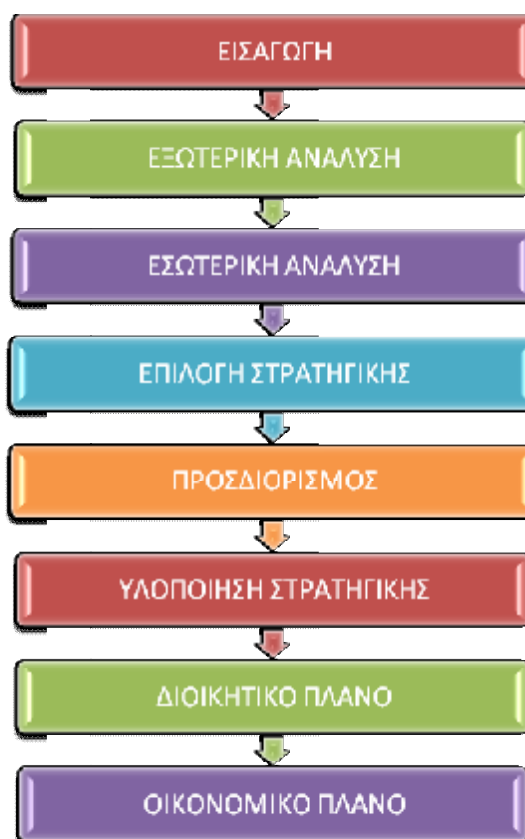 ΕΙΣΑΓΩΓΗ
ΕΞΩΤΕΡΙΚΗ ΑΝΑΛΥΣΗ
ΕΣΩΤΕΡΙΚΗ ΑΝΑΛΥΣΗ
ΕΠΙΛΟΓΗ ΣΤΡΑΤΗΓΙΚΗΣ
ΠΡΟΣΔΙΟΡΙΣΜΟΣ
ΥΛΟΠΟΙΗΣΗ ΣΤΡΑΤΗΓΙΚΗΣ
ΔΙΟΙΚΗΤΙΚΟ ΠΛΑΝΟ
ΟΙΚΟΝΟΜΙΚΟ ΠΛΑΝΟ